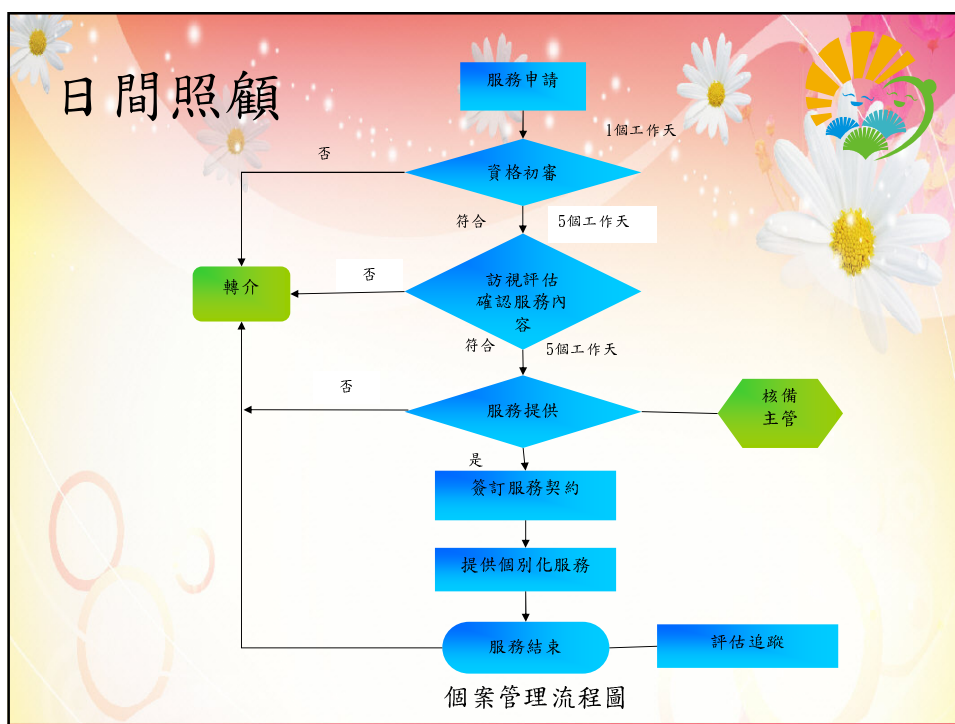 日間照顧
服務申請
1個工作天
否
資格初審
符合
5個工作天
否
轉介
訪視評估
確認服務內
容
符合
5個工作天
否
服務提供
核備
主管
是
簽訂服務契約
提供個別化服務
服務結束
評估追蹤
個案管理流程圖